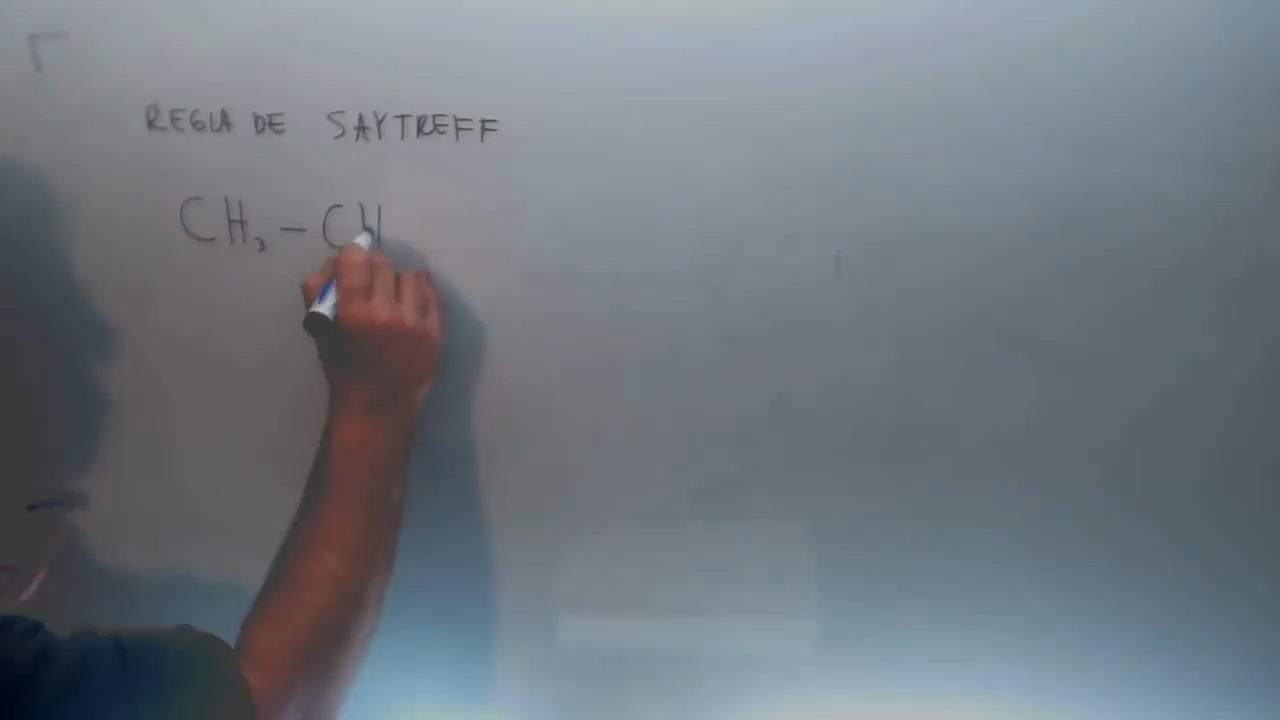 REGLA DE SAYTREFF
CH₃ – CH